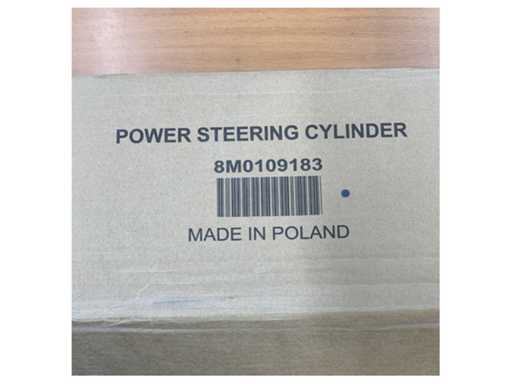 POWER STEERING CYLINDER
8M0109183
MADE IN POLAND